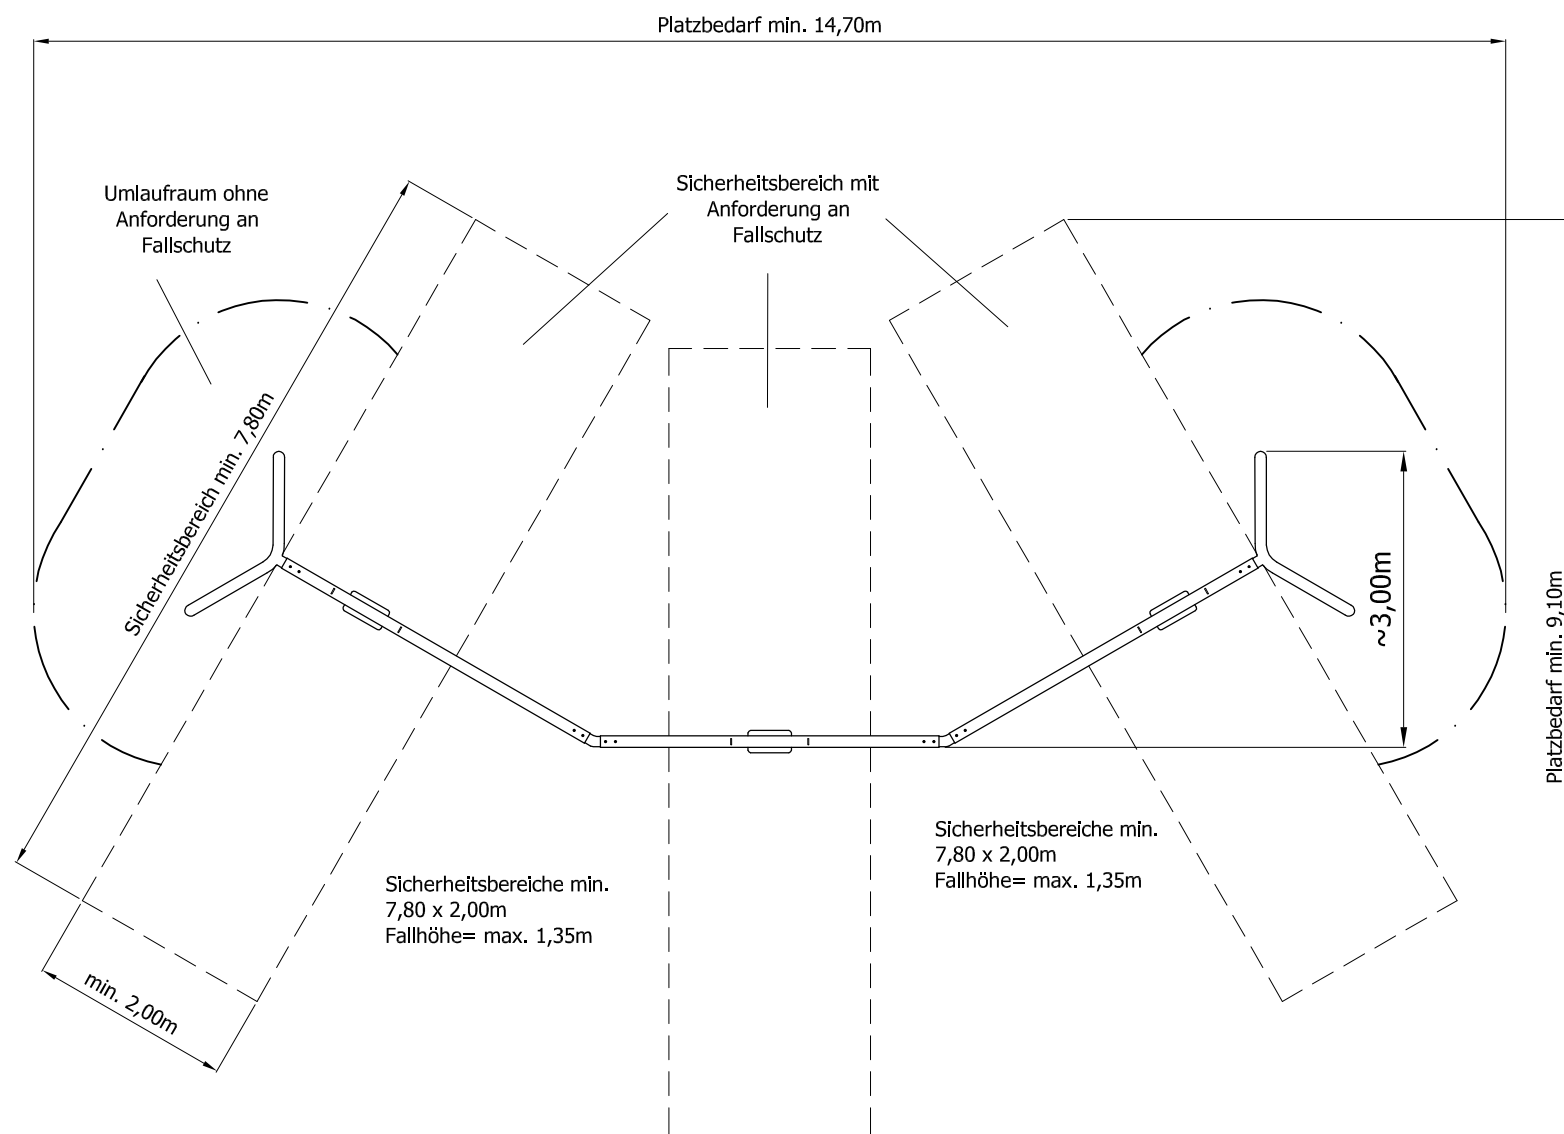 Platzbedarf min. 14,70m
Umlaufraum ohne
Anforderung an
Fallschutz
Sicherheitsbereich mit
Anforderung an
Fallschutz
Sicherheitsbereich min. 7,80m
~3,00m
Platzbedarf min. 9,10m
Sicherheitsbereiche min.
7,80 x 2,00m
Fallhöhe= max. 1,35m
Sicherheitsbereiche min.
7,80 x 2,00m
Fallhöhe= max. 1,35m
min. 2,00m